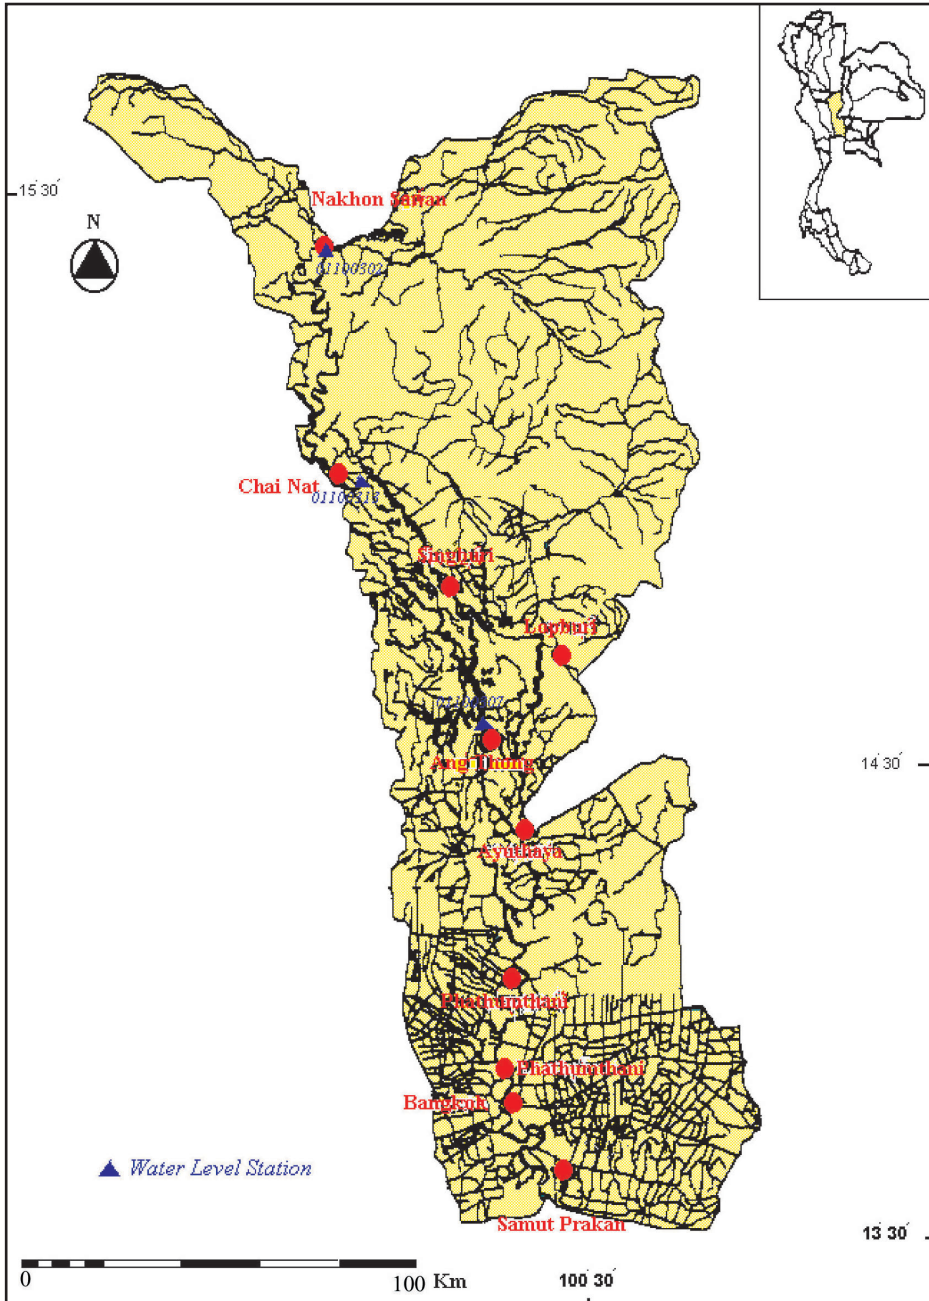 15 30
N
Nakhon Sawan
01100302
Chai Nat
Singburi
Lopburi
Ang Thong
14 30
Ayuthaya
Phathumthani
Phathumthani
Bangkok
Water Level Station
Samut Prakan
13 30
0
100 Km
100 30